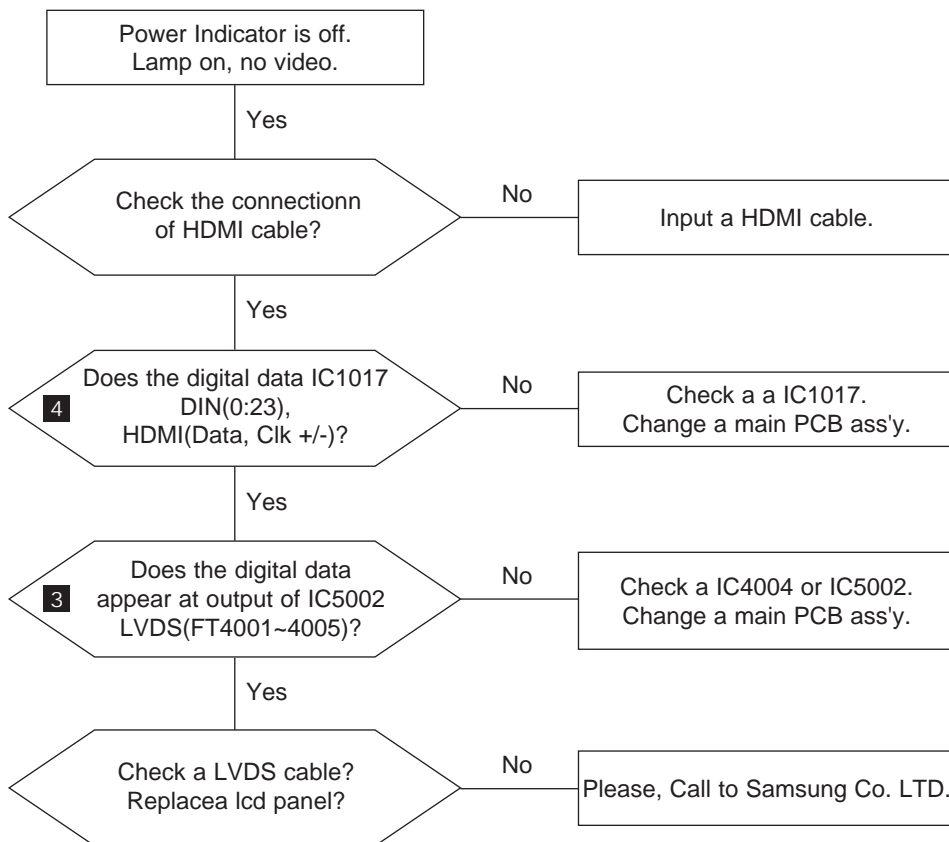 Power Indicator is off.
Lamp on, no video.
Yes
Check the connectionn
of HDMI cable?
No
Input a HDMI cable.
Yes
4
Does the digital data IC1017
DIN(0:23),
HDMI(Data, Clk +/-)?
No
Check a a IC1017.
Change a main PCB ass'y.
Yes
3
Does the digital data
appear at output of IC5002
LVDS(FT4001~4005)?
No
Check a IC4004 or IC5002.
Change a main PCB ass'y.
Yes
Check a LVDS cable?
Replacea lcd panel?
No
Please, Call to Samsung Co. LTD.